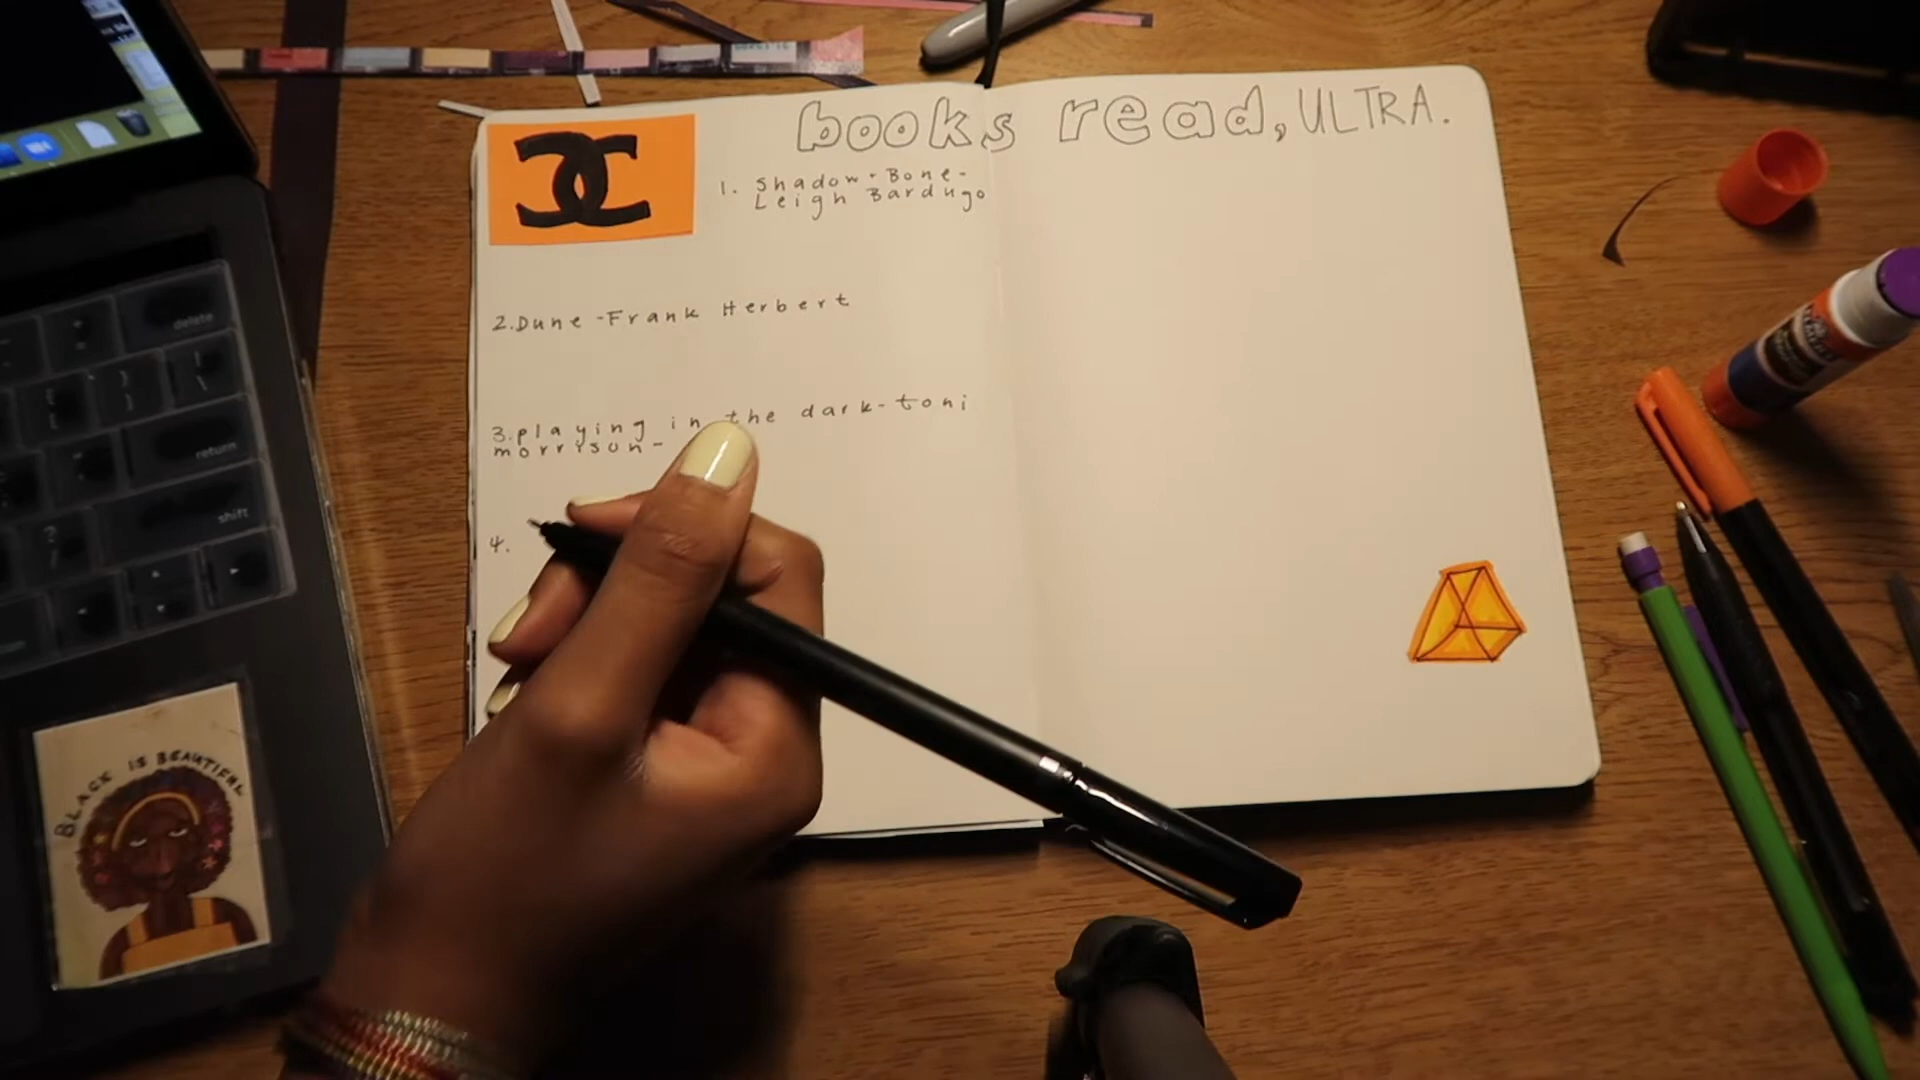 books read, ULTRA.
1. Shadow + Bone -
Leigh Bardugo
2. Dune - Frank Herbert
3. playing in the dark - toni
morrison -
4.
delete
return
shift
BLACK IS BEAUTIFUL